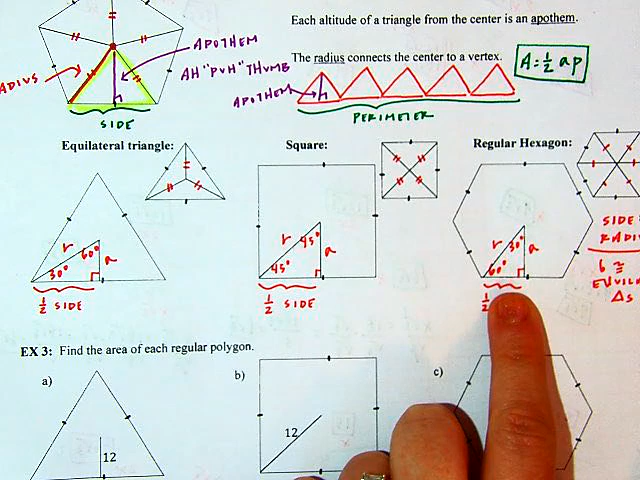 Each altitude of a triangle from the center is an apothem.
The radius connects the center to a vertex.
A = ½ ap
APOTHEM
AH "PUH" THUMB
SIDE
APOTHEM
PERIMETER
Equilateral triangle:
Square:
Regular Hexagon:
r 60° a
30°
½ SIDE
r 45° a
45°
½ SIDE
r 30° a
60°
½
SIDE
6 ≅
Δs
EX 3: Find the area of each regular polygon.
a)
b)
c)
12
12